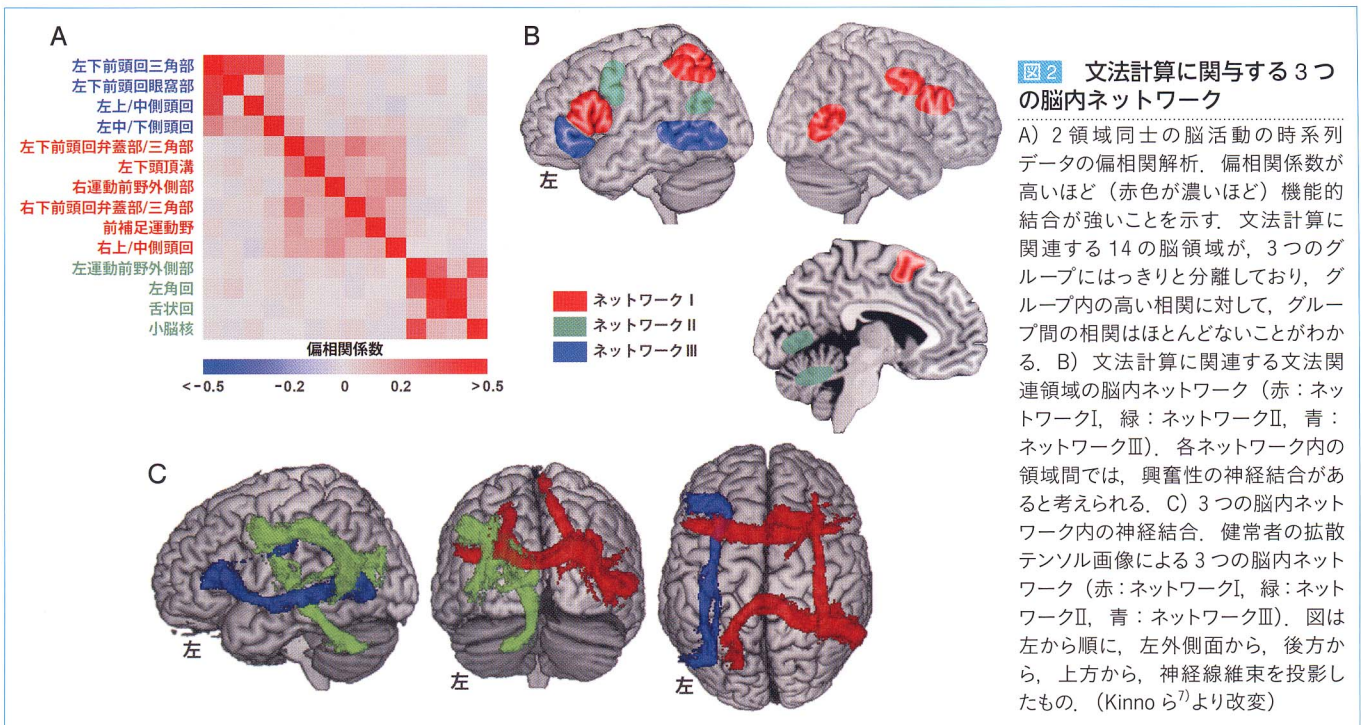 A
左下前頭回三角部
左下前頭回眼窩部
左上/中側頭回
左中/下側頭回
左下前頭回弁蓋部/三角部
左下頭頂溝
右運動前野外側部
右下前頭回弁蓋部/三角部
前補足運動野
右上/中側頭回
左運動前野外側部
左角回
舌状回
小脳核
偏相関係数
<-0.5
-0.2
0
0.2
>0.5
B
左
ネットワークⅠ
ネットワークⅡ
ネットワークⅢ
C
左
左
左
図2 文法計算に関与する3つ
の脳内ネットワーク
A) 2領域同士の脳活動の時系列
データの偏相関解析.偏相関係数が
高いほど(赤色が濃いほど)機能的
結合が強いことを示す.文法計算に
関連する14の脳領域が,3つのグ
ループにはっきりと分離しており,グ
ループ内の高い相関に対して,グルー
プ間の相関はほとんどないことがわか
る.B)文法計算に関連する文法関
連領域の脳内ネットワーク(赤:ネッ
トワークⅠ,緑:ネットワークⅡ,青:
ネットワークⅢ).各ネットワーク内の
領域間では,興奮性の神経結合があ
ると考えられる.C)3つの脳内ネット
ワーク内の神経結合.健常者の拡散
テンソル画像による3つの脳内ネット
ワーク(赤:ネットワークⅠ,緑:ネット
ワークⅡ,青:ネットワークⅢ).図は
左から順に,左外側面から,後方か
ら,上方から,神経線維束を投影し
たもの.(Kinnoら7)より改変)